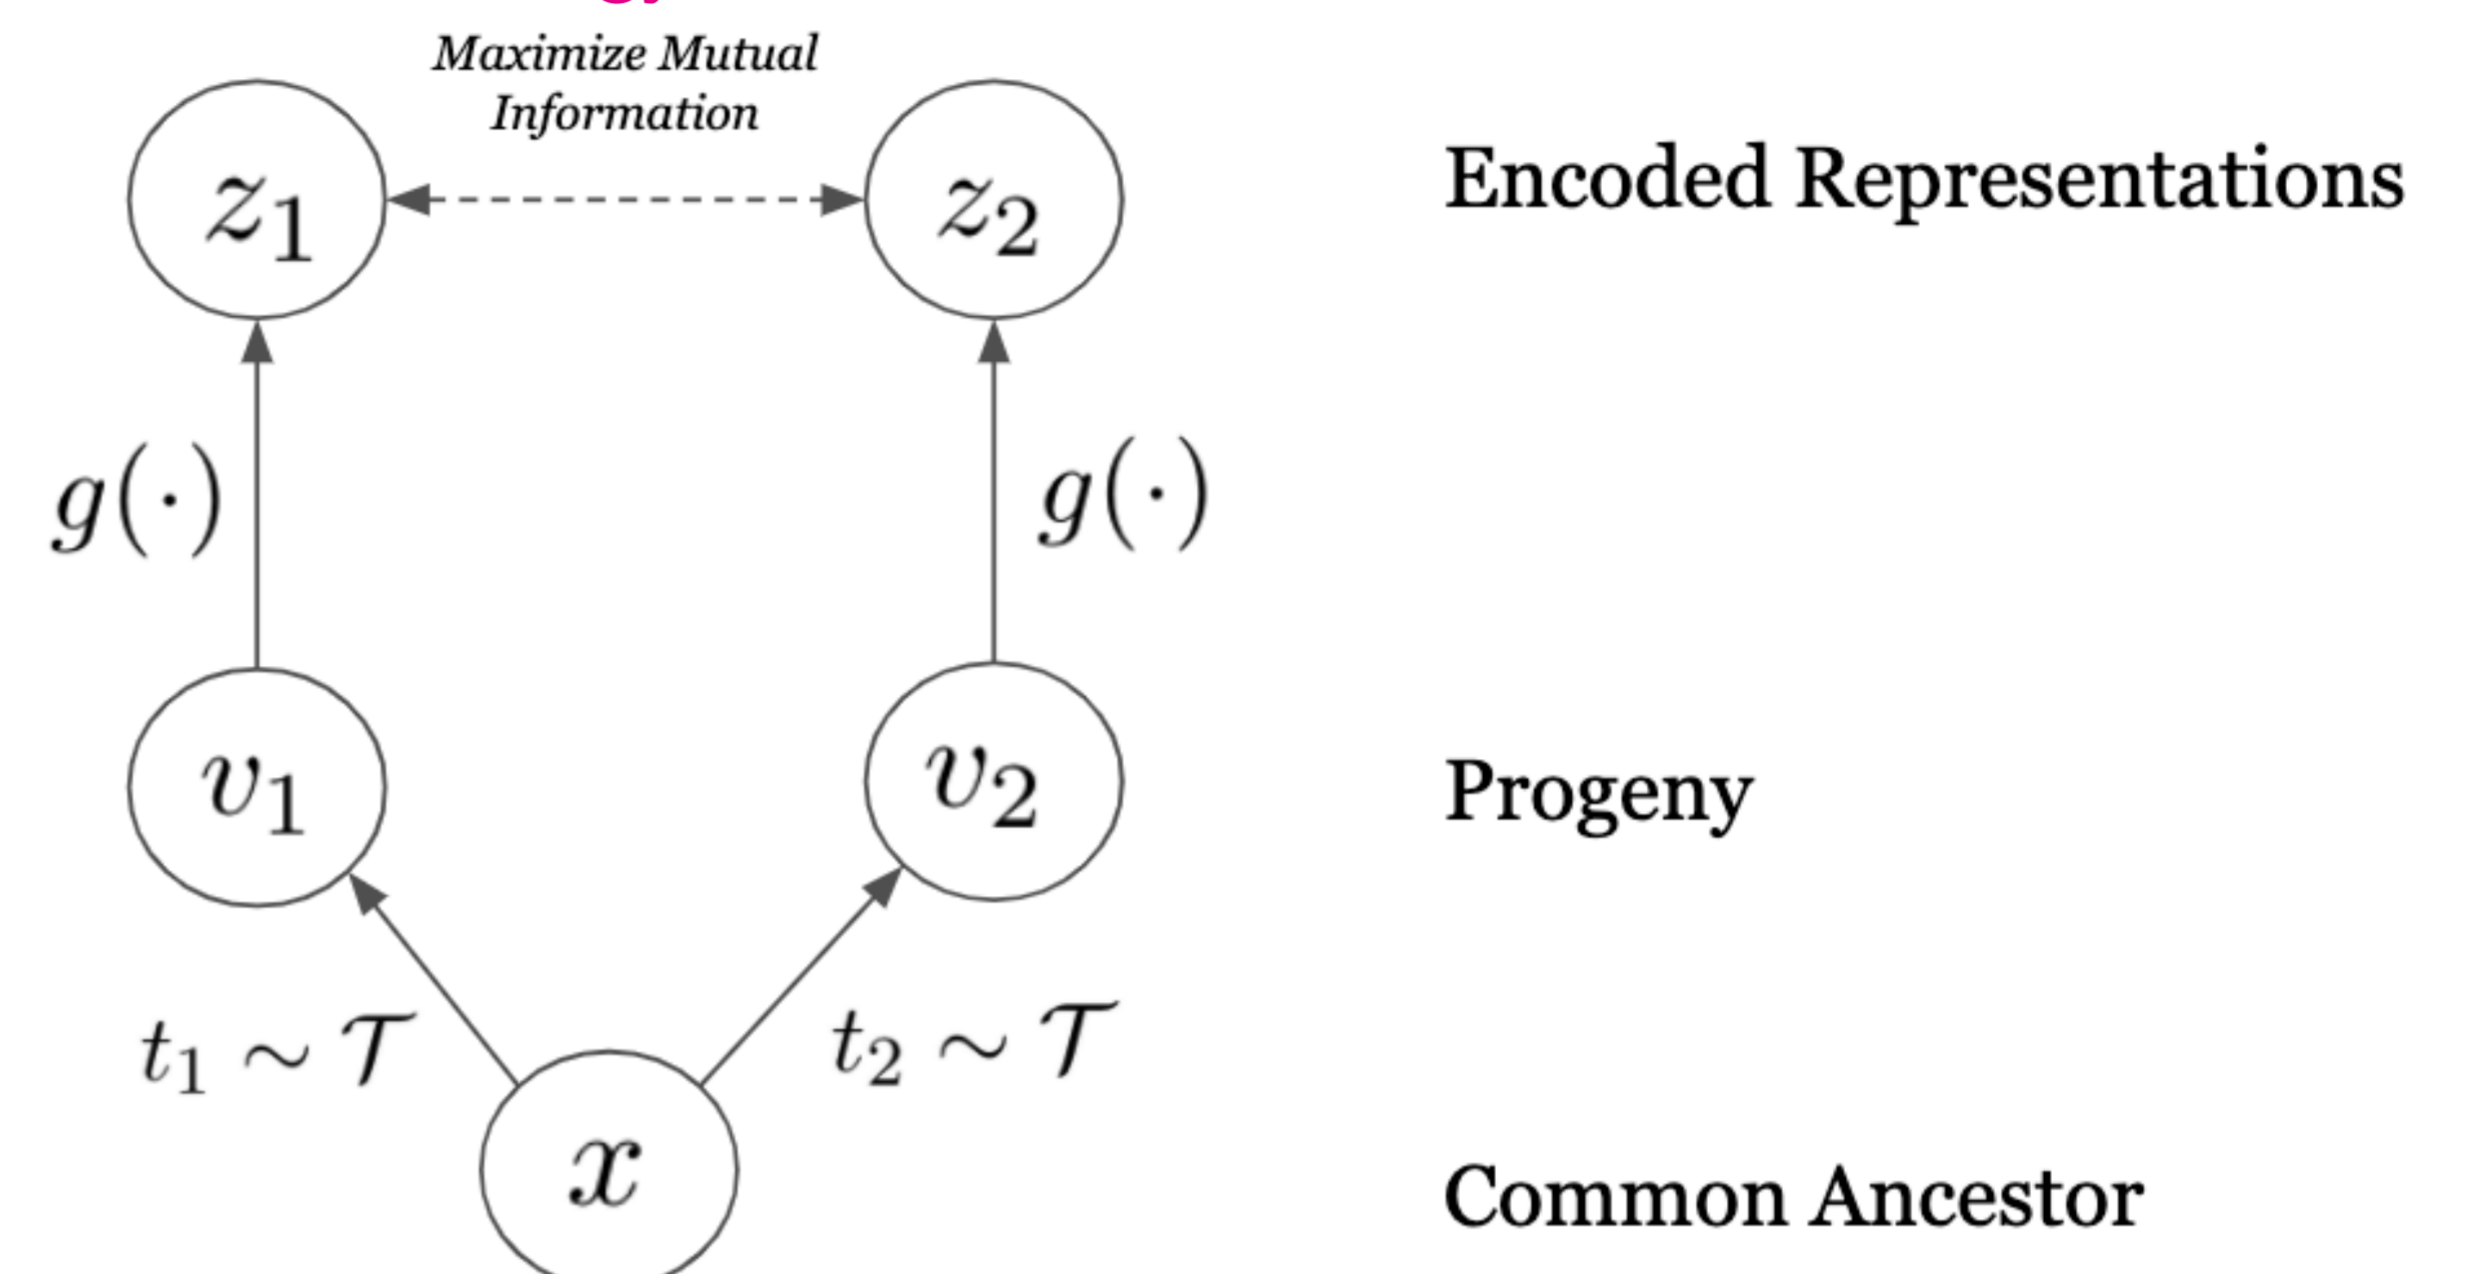 Maximize Mutual
Information
z₁
z₂
Encoded Representations
g(·)
g(·)
v₁
v₂
Progeny
t₁ ~ 𝒯
t₂ ~ 𝒯
x
Common Ancestor